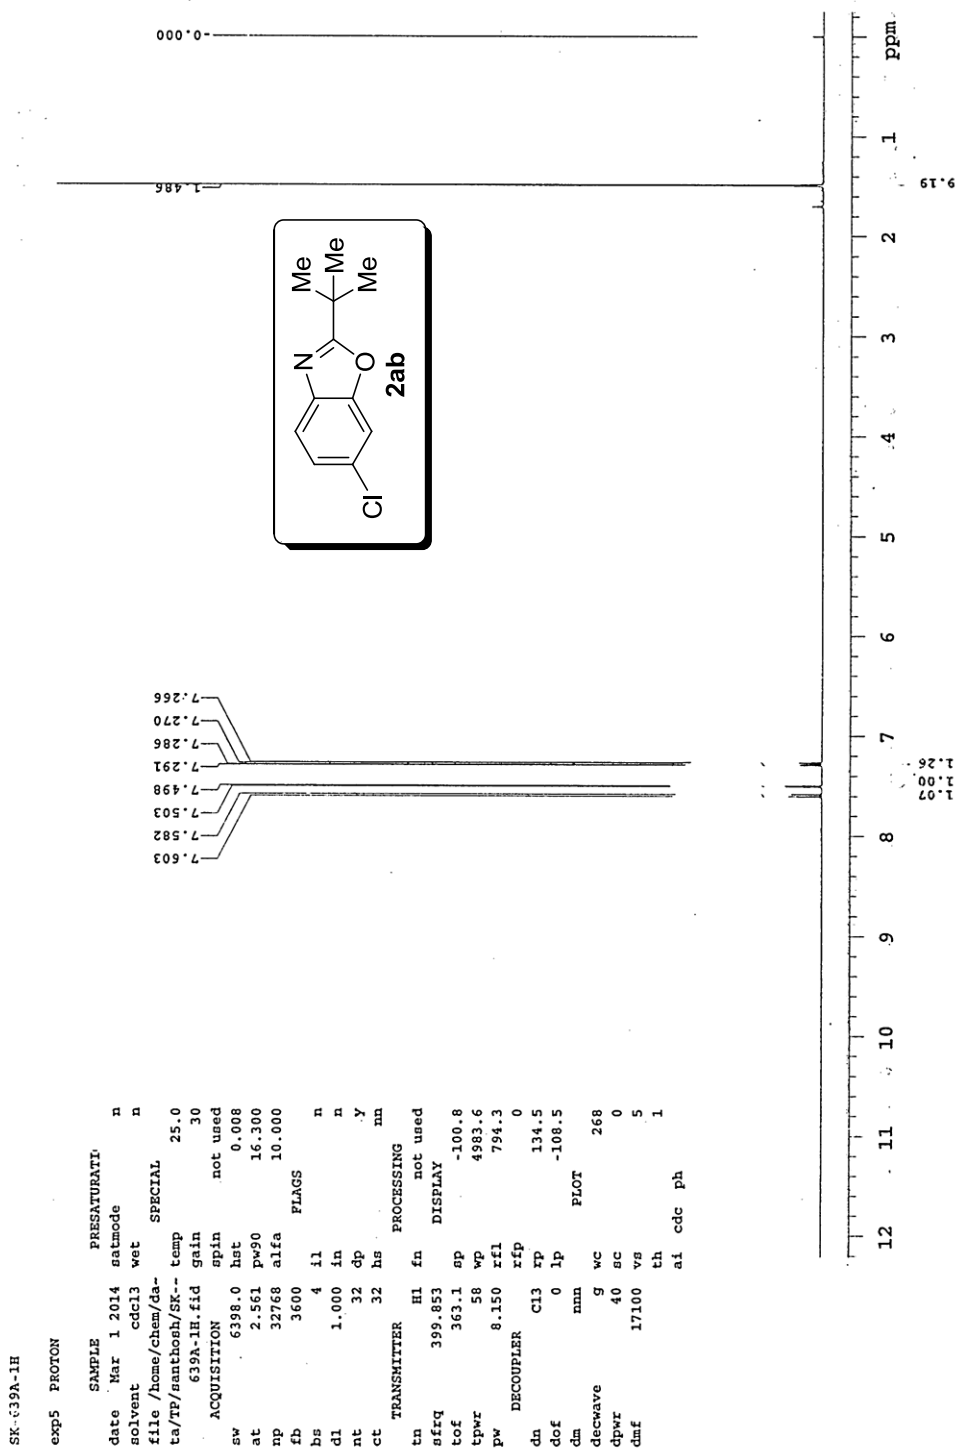 SK-639A-1H
exp5 PROTON
SAMPLE
date Mar 1 2014
solvent cdcl3
file /home/chem/da-
ta/TP/santhosh/SK--
639A-1H.fid
ACQUISITION
sw 6398.0
at 2.561
np 32768
fb 3600
bs 4
d1 1.000
nt 32
ct 32
TRANSMITTER
tn H1
sfrq 399.853
tof 363.1
tpwr 58
pw 8.150
DECOUPLER
dn C13
dof 0
dm nnn
decwave g
dpwr 40
dmf 17100
PRESATURATI
satmode n
wet n
SPECIAL
temp 25.0
gain 30
spin not used
hst 0.008
pw90 16.300
alfa 10.000
FLAGS
il n
in n
dp y
hs nn
PROCESSING
fn not used
DISPLAY
sp -100.8
wp 4983.6
rfl 794.3
rfp 0
rp 134.5
lp -108.5
PLOT
wc 268
sc 0
vs 5
th 1
ai cdc ph
7.603
7.582
7.503
7.498
7.291
7.286
7.270
7.266
1.486
-0.000
Cl
N
O
Me
Me
Me
2ab
12 11 10 9 8 7 6 5 4 3 2 1 ppm
1.07
1.00
1.26
9.19